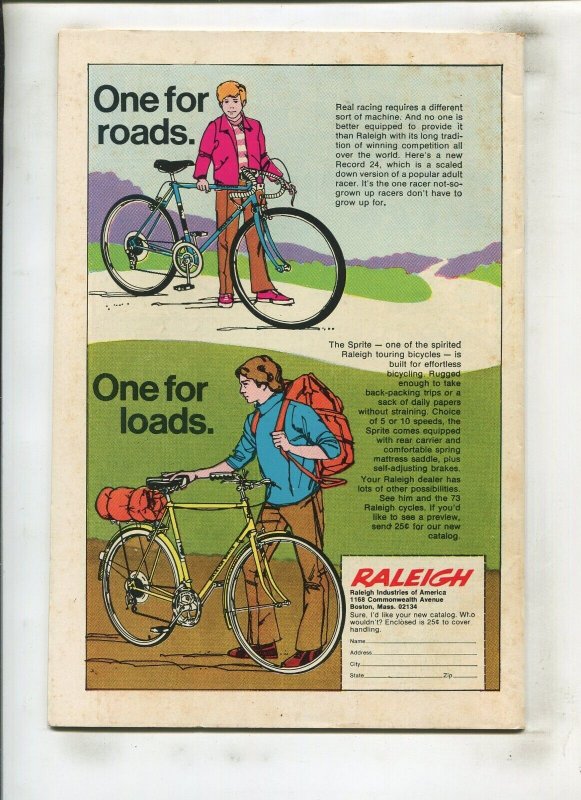 One for
roads.
Real racing requires a different
sort of machine. And no one is
better equipped to provide it
than Raleigh with its long tradi-
tion of winning competition all
over the world. Here's a new
Record 24, which is a scaled
down version of a popular adult
racer. It's the one racer not-so-
grown up racers don't have to
grow up for.
The Sprite — one of the spirited
Raleigh touring bicycles — is
built for effortless
bicycling. Rugged
enough to take
back-packing trips or a
sack of daily papers
without straining. Choice
of 5 or 10 speeds, the
Sprite comes equipped
with rear carrier and
comfortable spring
mattress saddle, plus
self-adjusting brakes.
Your Raleigh dealer has
lots of other possibilities.
See him and the 73
Raleigh cycles. If you'd
like to see a preview,
send 25¢ for our new
catalog.
One for
loads.
RALEIGH
Raleigh Industries of America
1168 Commonwealth Avenue
Boston, Mass. 02134
Sure, I'd like your new catalog. Who
wouldn't? Enclosed is 25¢ to cover
handling.
Name
Address
City
State Zip